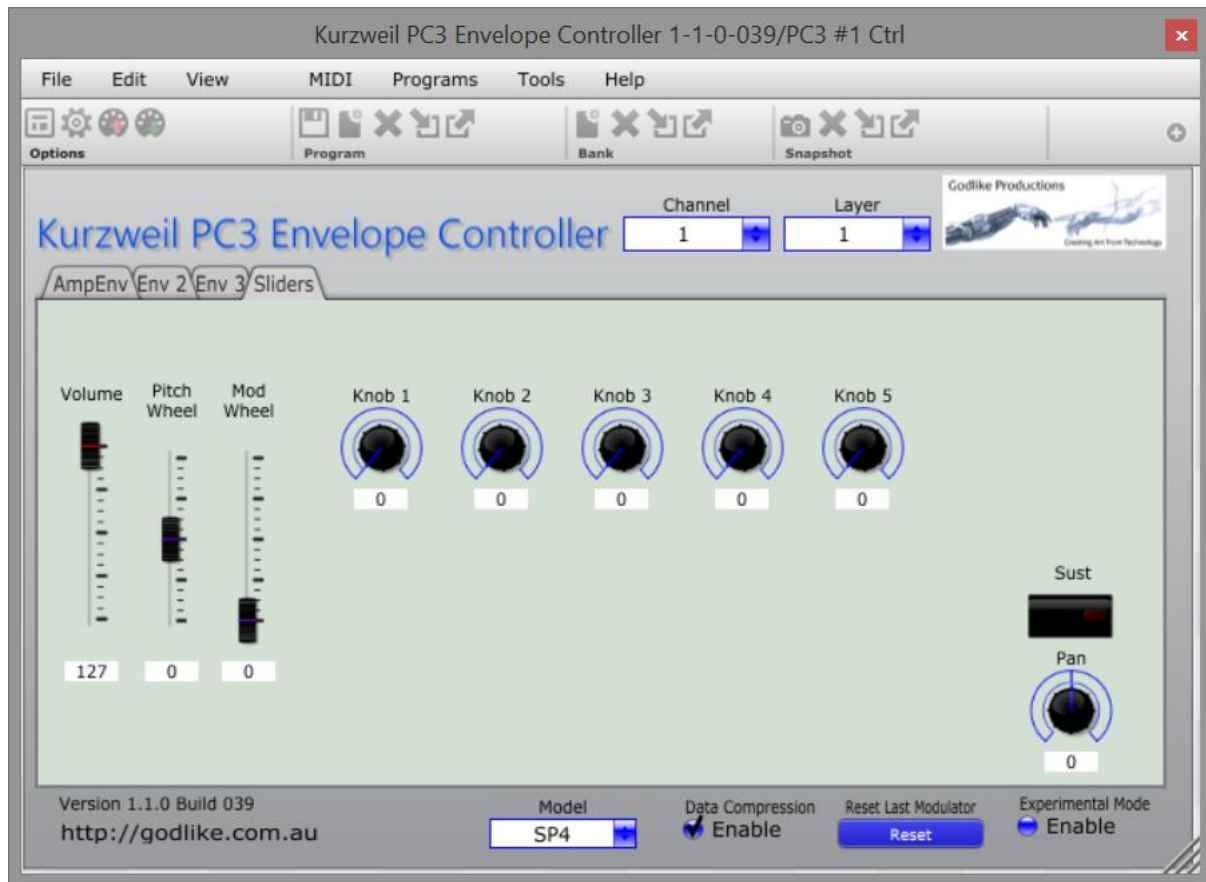 Kurzweil PC3 Envelope Controller 1-1-0-039/PC3 #1 Ctrl
File Edit View MIDI Programs Tools Help
Options Program Bank Snapshot
Godlike Productions
Creating Art from Technology
Kurzweil PC3 Envelope Controller
Channel Layer
1 1
AmpEnv Env 2 Env 3 Sliders
Volume Pitch Wheel Mod Wheel
Knob 1 Knob 2 Knob 3 Knob 4 Knob 5
0 0 0 0 0
127 0 0
Sust
Pan
0
Version 1.1.0 Build 039
http://godlike.com.au
Model
SP4
Data Compression
Enable
Reset Last Modulator
Reset
Experimental Mode
Enable